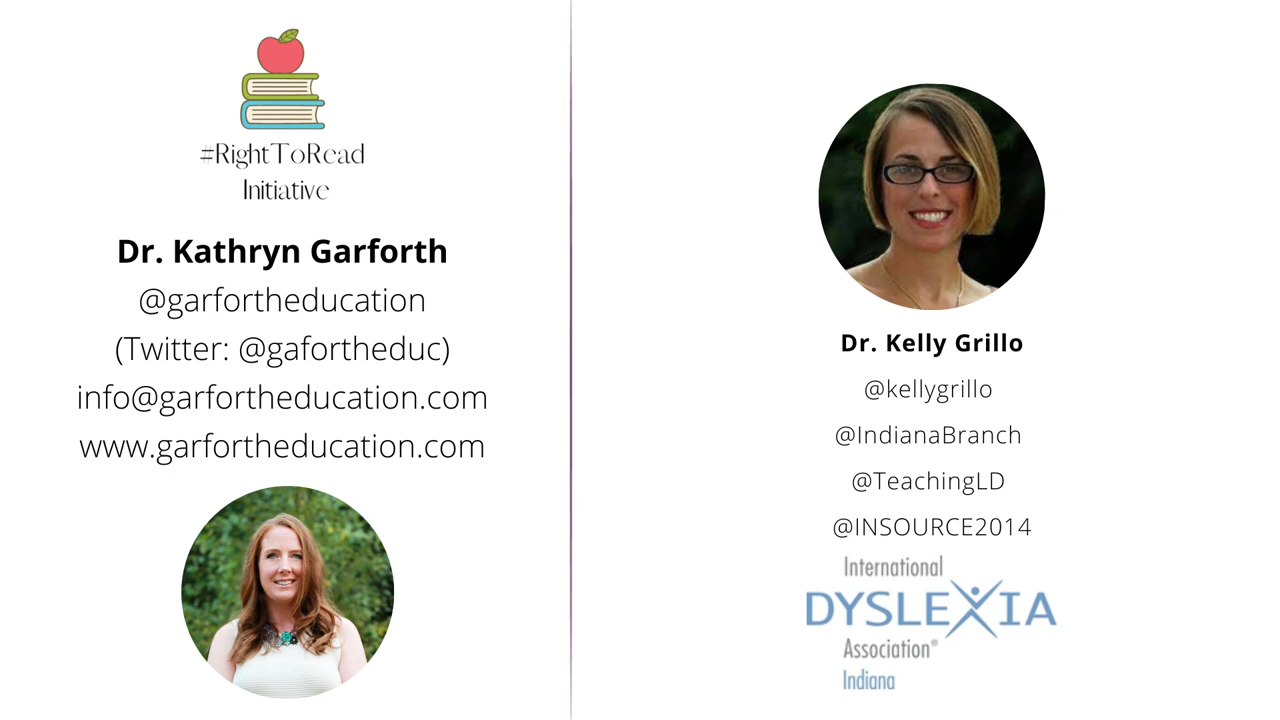 #RightToRead
Initiative
Dr. Kathryn Garforth
@garfortheducation
(Twitter: @gafortheduc)
info@garfortheducation.com
www.garfortheducation.com
Dr. Kelly Grillo
@kellygrillo
@IndianaBranch
@TeachingLD
@INSOURCE2014
International
DYSLEXIA
Association®
Indiana